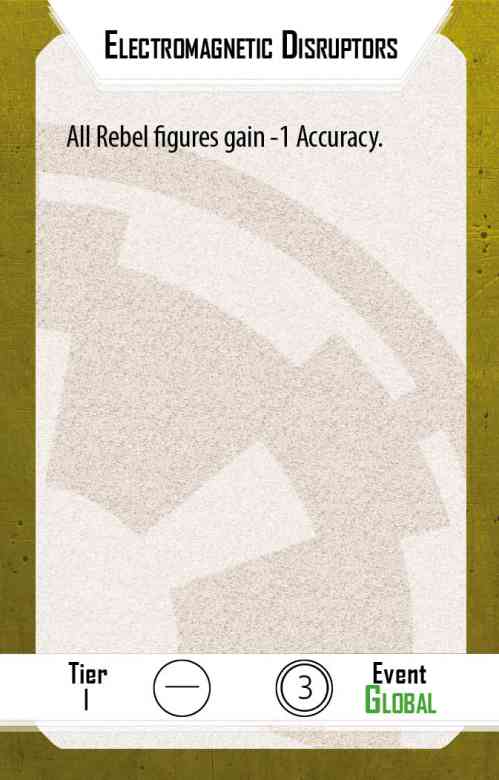 Electromagnetic Disruptors
All Rebel figures gain -1 Accuracy.
Tier
I
—
3
Event
Global